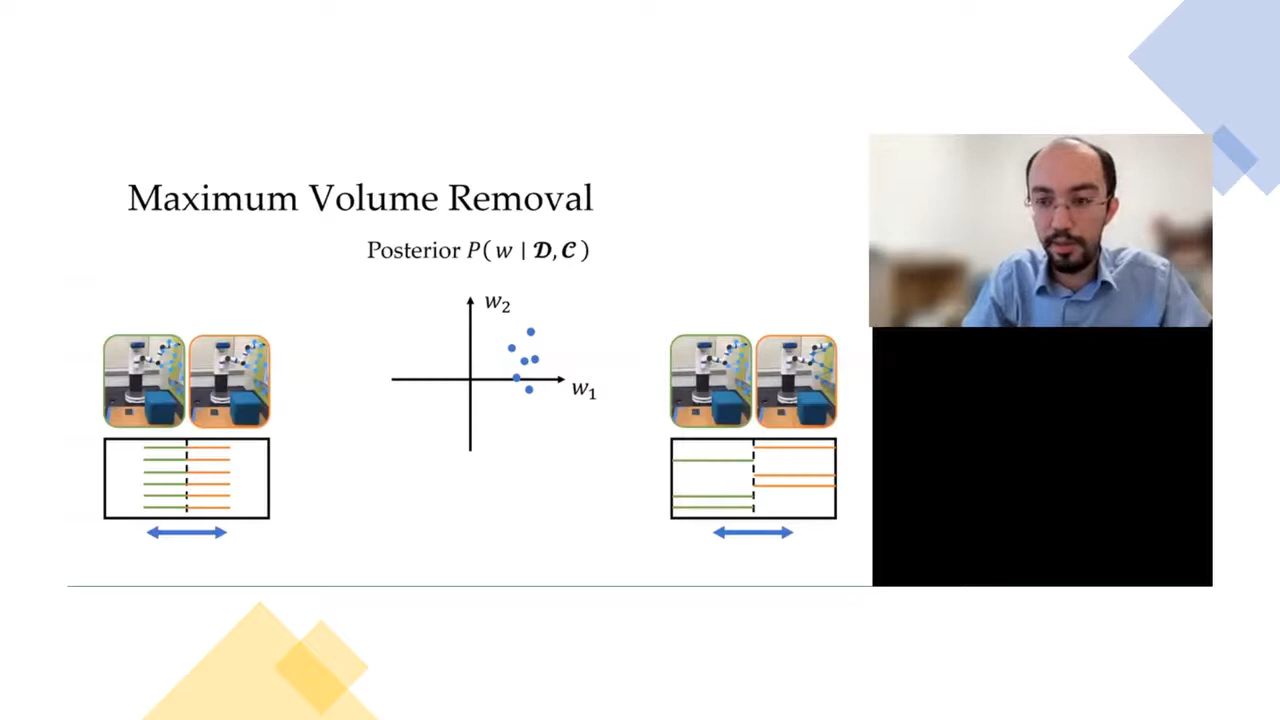 Maximum Volume Removal
Posterior P( w | 𝓓, 𝓒 )
w₂
w₁